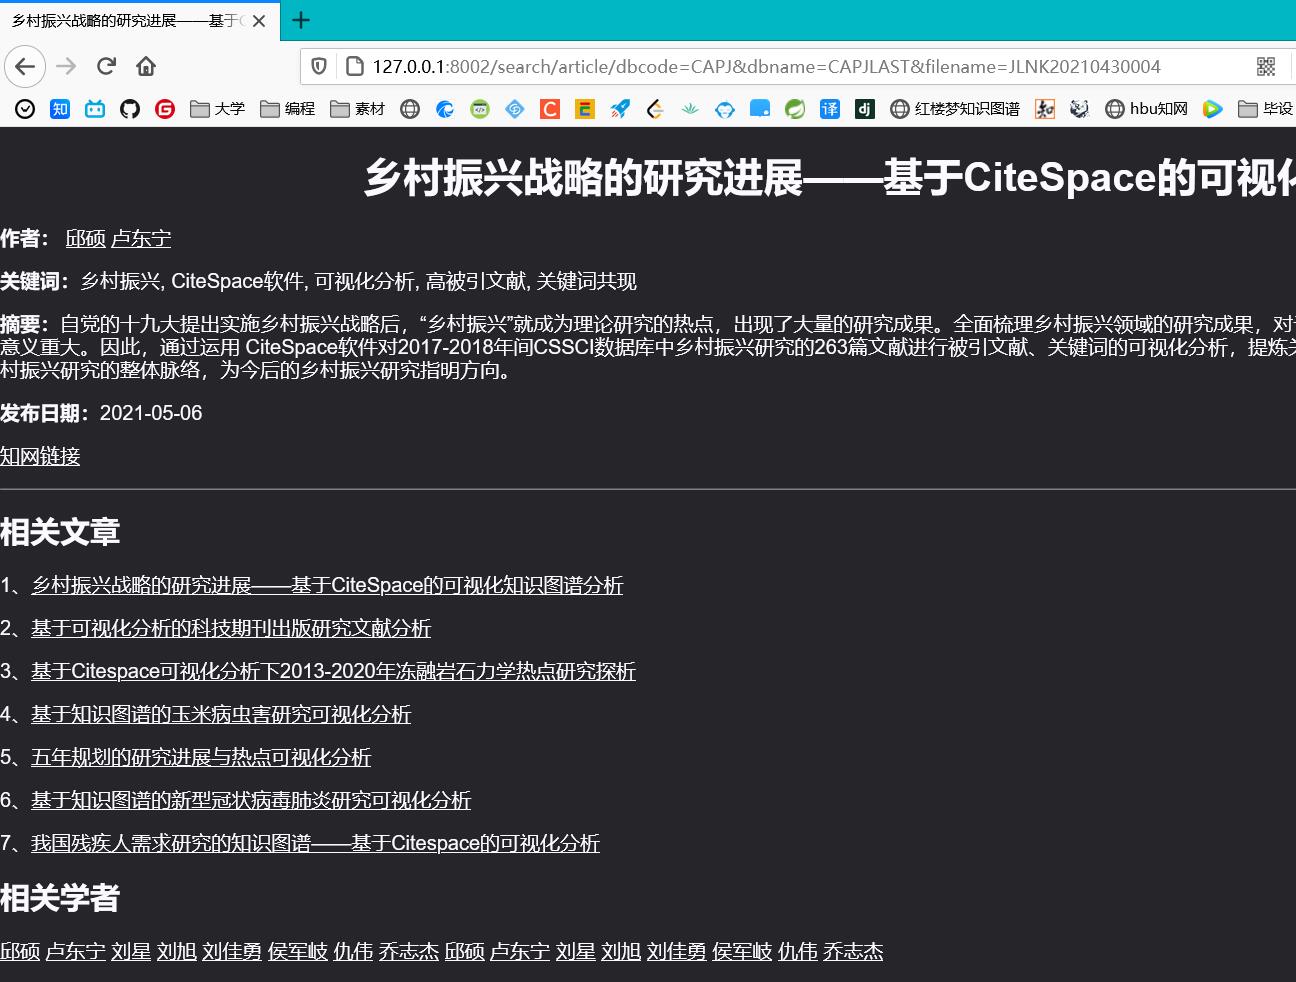 乡村振兴战略的研究进展——基于
127.0.0.1:8002/search/article/dbcode=CAPJ&dbname=CAPJLAST&filename=JLNK20210430004
知 大学 编程 素材 译 dj 红楼梦知识图谱 hbu知网 毕设
乡村振兴战略的研究进展——基于CiteSpace的可视化
作者： 邱硕 卢东宁
关键词：乡村振兴, CiteSpace软件, 可视化分析, 高被引文献, 关键词共现
摘要：自党的十九大提出实施乡村振兴战略后，“乡村振兴”就成为理论研究的热点，出现了大量的研究成果。全面梳理乡村振兴领域的研究成果，对
意义重大。因此，通过运用 CiteSpace软件对2017-2018年间CSSCI数据库中乡村振兴研究的263篇文献进行被引文献、关键词的可视化分析，提炼
村振兴研究的整体脉络，为今后的乡村振兴研究指明方向。
发布日期：2021-05-06
知网链接
相关文章
1、乡村振兴战略的研究进展——基于CiteSpace的可视化知识图谱分析
2、基于可视化分析的科技期刊出版研究文献分析
3、基于Citespace可视化分析下2013-2020年冻融岩石力学热点研究探析
4、基于知识图谱的玉米病虫害研究可视化分析
5、五年规划的研究进展与热点可视化分析
6、基于知识图谱的新型冠状病毒肺炎研究可视化分析
7、我国残疾人需求研究的知识图谱——基于Citespace的可视化分析
相关学者
邱硕 卢东宁 刘星 刘旭 刘佳勇 侯军岐 仇伟 乔志杰 邱硕 卢东宁 刘星 刘旭 刘佳勇 侯军岐 仇伟 乔志杰